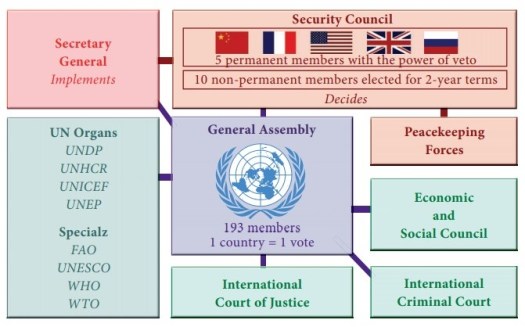 Secretary
General
Implements
Security Council
5 permanent members with the power of veto
10 non-permanent members elected for 2-year terms
Decides
UN Organs
UNDP
UNHCR
UNICEF
UNEP
Specialz
FAO
UNESCO
WHO
WTO
General Assembly
193 members
1 country = 1 vote
Peacekeeping
Forces
Economic
and
Social Council
International
Court of Justice
International
Criminal Court